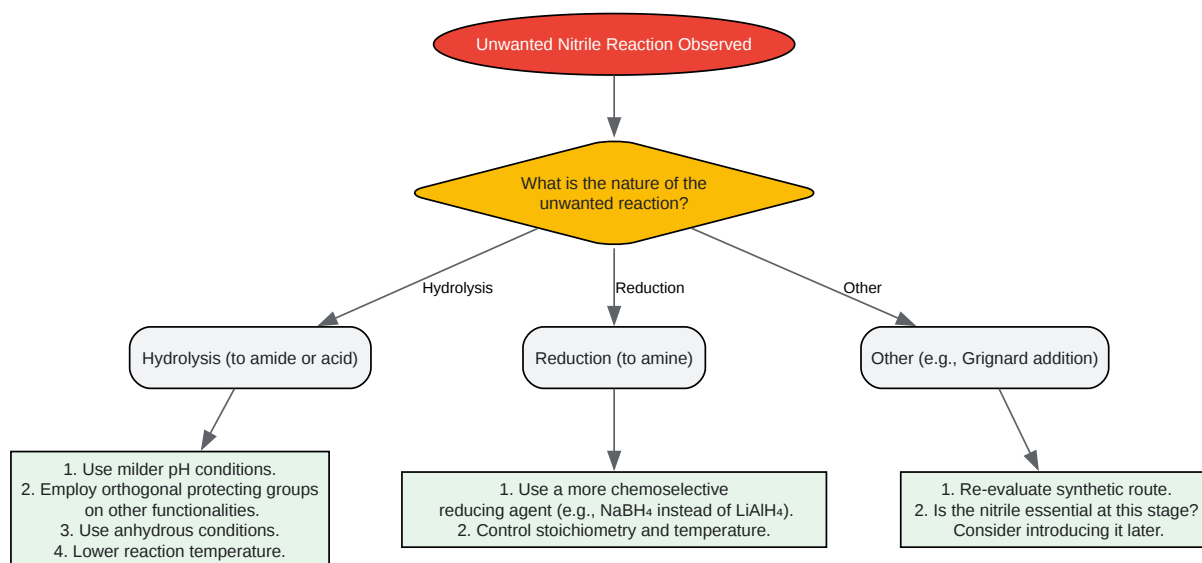 Unwanted Nitrile Reaction Observed
What is the nature of the
unwanted reaction?
Hydrolysis
Reduction
Other
Hydrolysis (to amide or acid)
Reduction (to amine)
Other (e.g., Grignard addition)
1. Use milder pH conditions.
2. Employ orthogonal protecting groups
on other functionalities.
3. Use anhydrous conditions.
4. Lower reaction temperature.
1. Use a more chemoselective
reducing agent (e.g., NaBH₄ instead of LiAlH₄).
2. Control stoichiometry and temperature.
1. Re-evaluate synthetic route.
2. Is the nitrile essential at this stage?
Consider introducing it later.